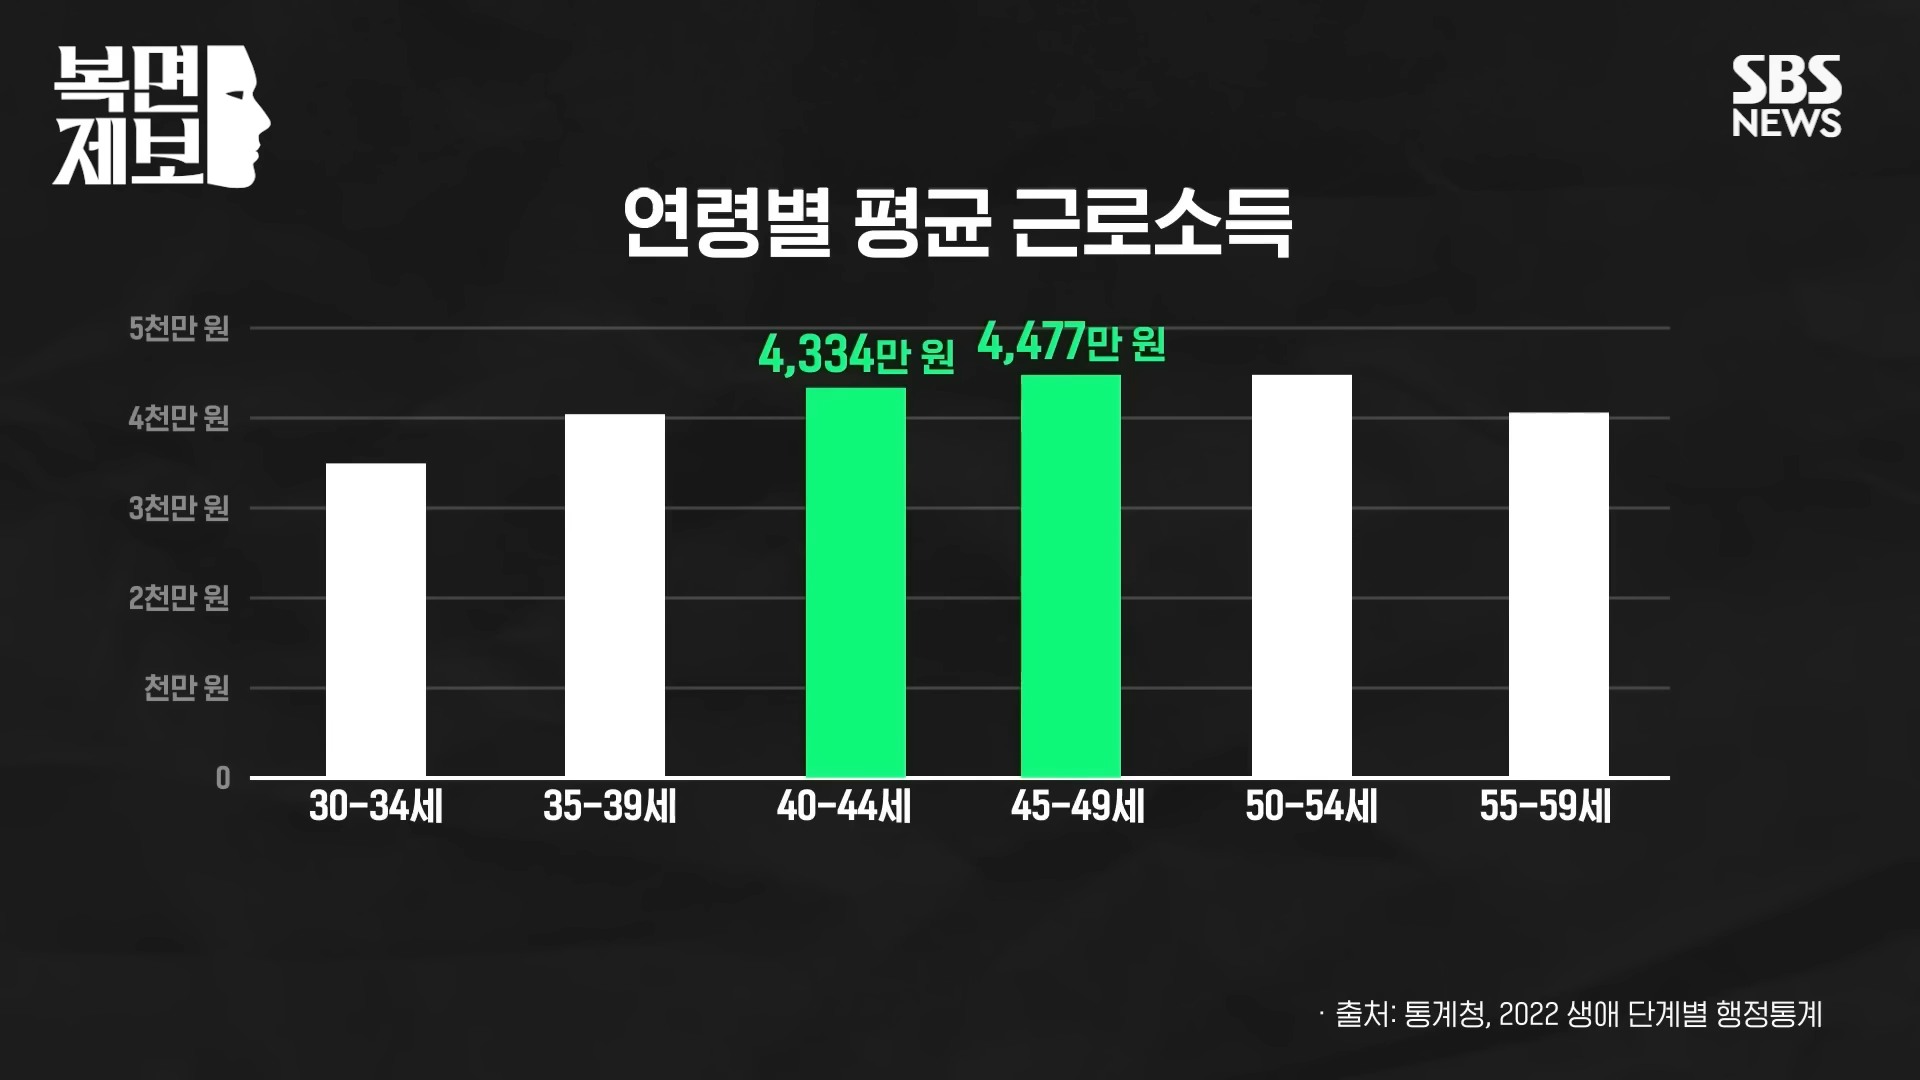 복면
제보
SBS
NEWS
연령별 평균 근로소득
5천만 원
4천만 원
3천만 원
2천만 원
천만 원
0
4,334만 원
4,477만 원
30-34세
35-39세
40-44세
45-49세
50-54세
55-59세
· 출처: 통계청, 2022 생애 단계별 행정통계